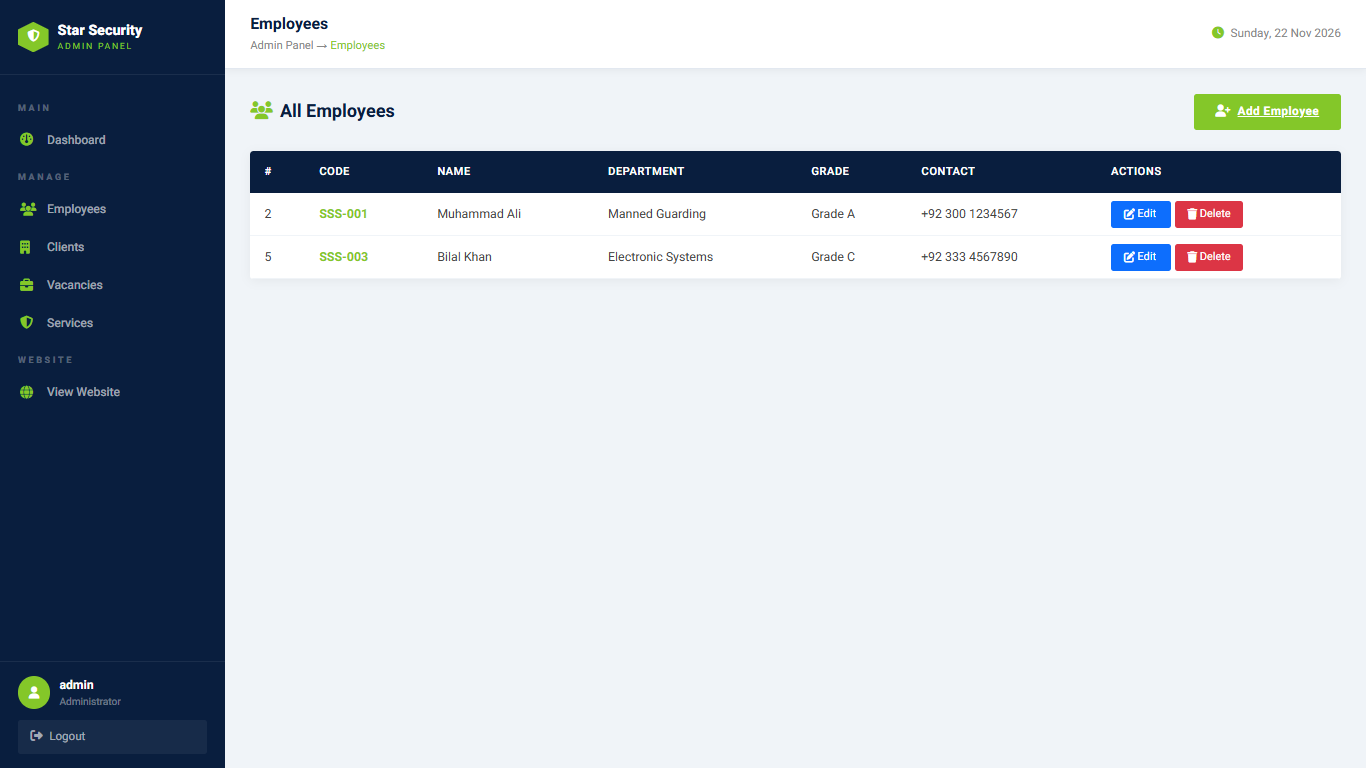 Star Security
ADMIN PANEL
MAIN
Dashboard
MANAGE
Employees
Clients
Vacancies
Services
WEBSITE
View Website
admin
Administrator
Logout
Employees
Admin Panel → Employees
Sunday, 22 Nov 2026
All Employees
Add Employee
# CODE NAME DEPARTMENT GRADE CONTACT ACTIONS
2 SSS-001 Muhammad Ali Manned Guarding Grade A +92 300 1234567 Edit Delete
5 SSS-003 Bilal Khan Electronic Systems Grade C +92 333 4567890 Edit Delete